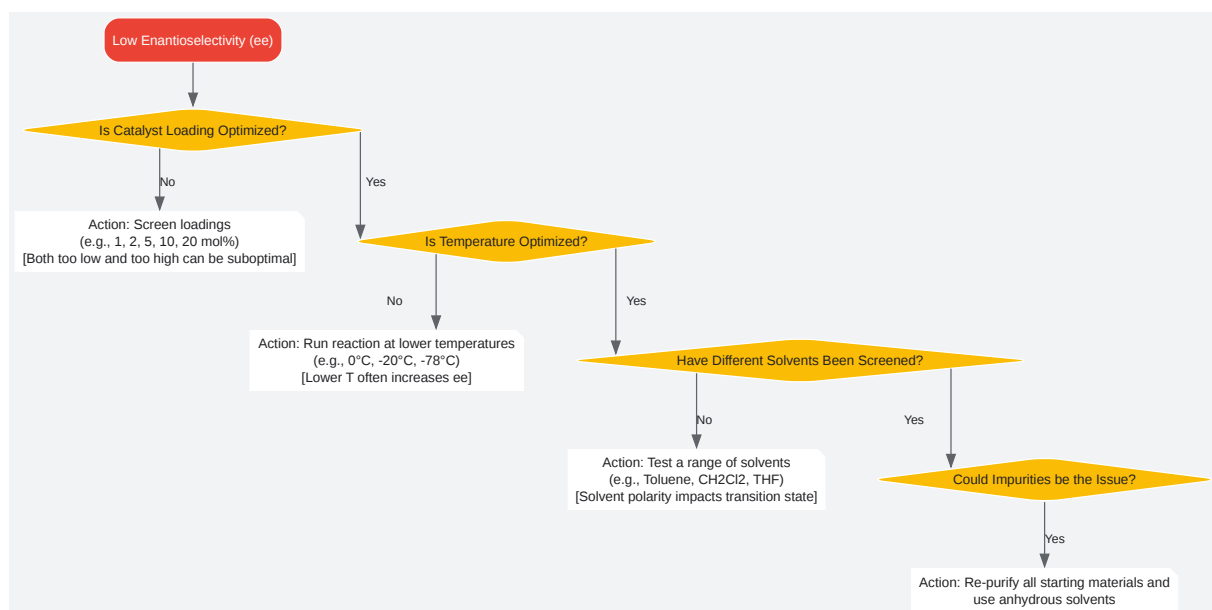 Low Enantioselectivity (ee)
Is Catalyst Loading Optimized?
No
Yes
Action: Screen loadings
(e.g., 1, 2, 5, 10, 20 mol%)
[Both too low and too high can be suboptimal]
Is Temperature Optimized?
No
Yes
Action: Run reaction at lower temperatures
(e.g., 0°C, -20°C, -78°C)
[Lower T often increases ee]
Have Different Solvents Been Screened?
No
Yes
Action: Test a range of solvents
(e.g., Toluene, CH2Cl2, THF)
[Solvent polarity impacts transition state]
Could Impurities be the Issue?
Yes
Action: Re-purify all starting materials and
use anhydrous solvents